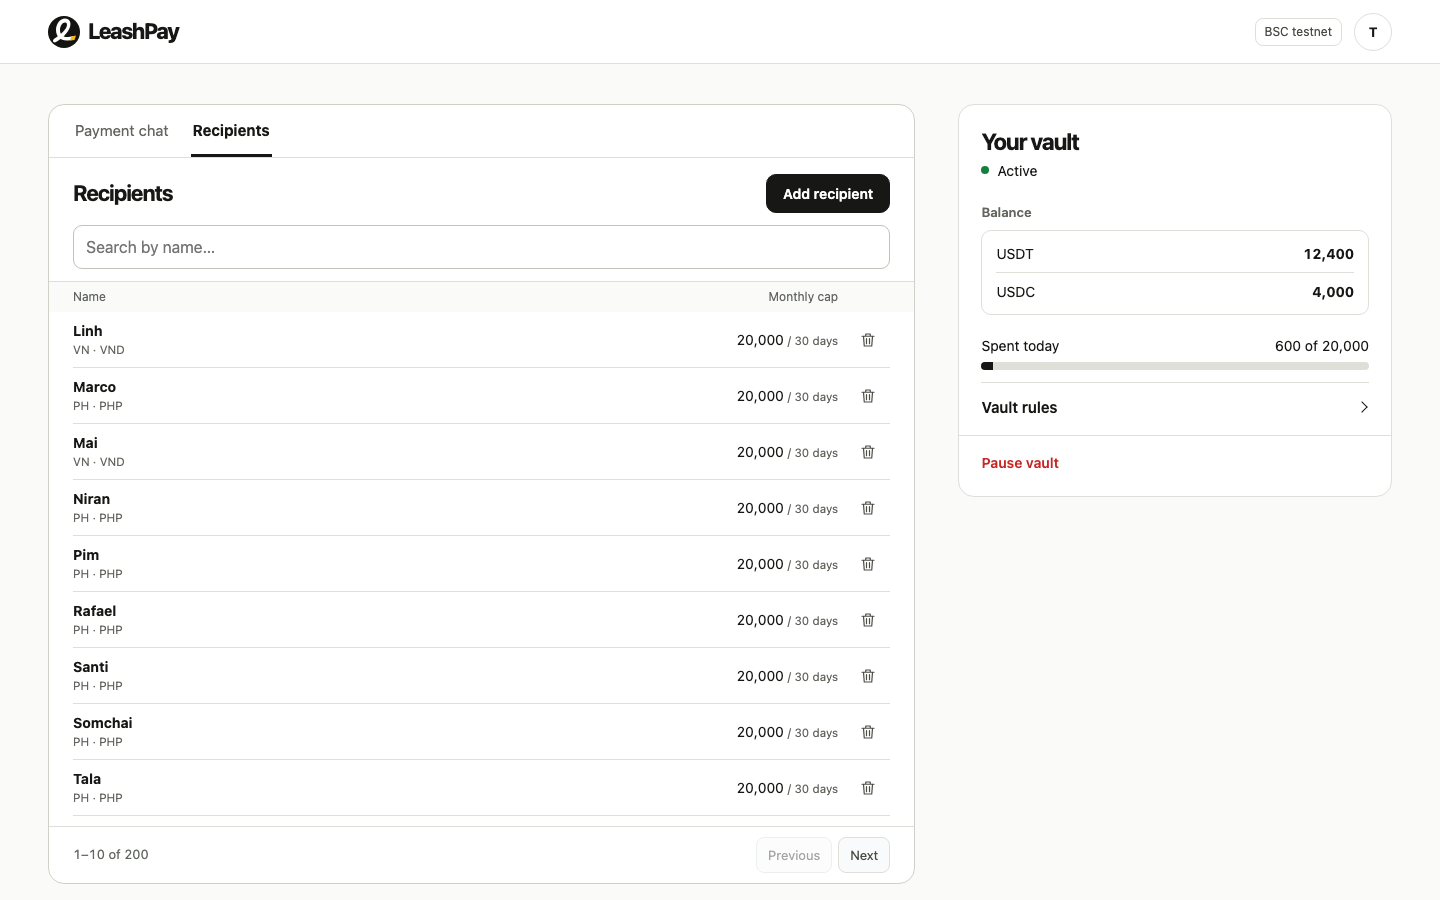 LeashPay
BSC testnet
T
Payment chat
Recipients
Recipients
Add recipient
Search by name...
Name
Monthly cap
Linh
VN · VND
20,000 / 30 days
Marco
PH · PHP
20,000 / 30 days
Mai
VN · VND
20,000 / 30 days
Niran
PH · PHP
20,000 / 30 days
Pim
PH · PHP
20,000 / 30 days
Rafael
PH · PHP
20,000 / 30 days
Santi
PH · PHP
20,000 / 30 days
Somchai
PH · PHP
20,000 / 30 days
Tala
PH · PHP
20,000 / 30 days
1–10 of 200
Previous
Next
Your vault
Active
Balance
USDT
12,400
USDC
4,000
Spent today
600 of 20,000
Vault rules
Pause vault